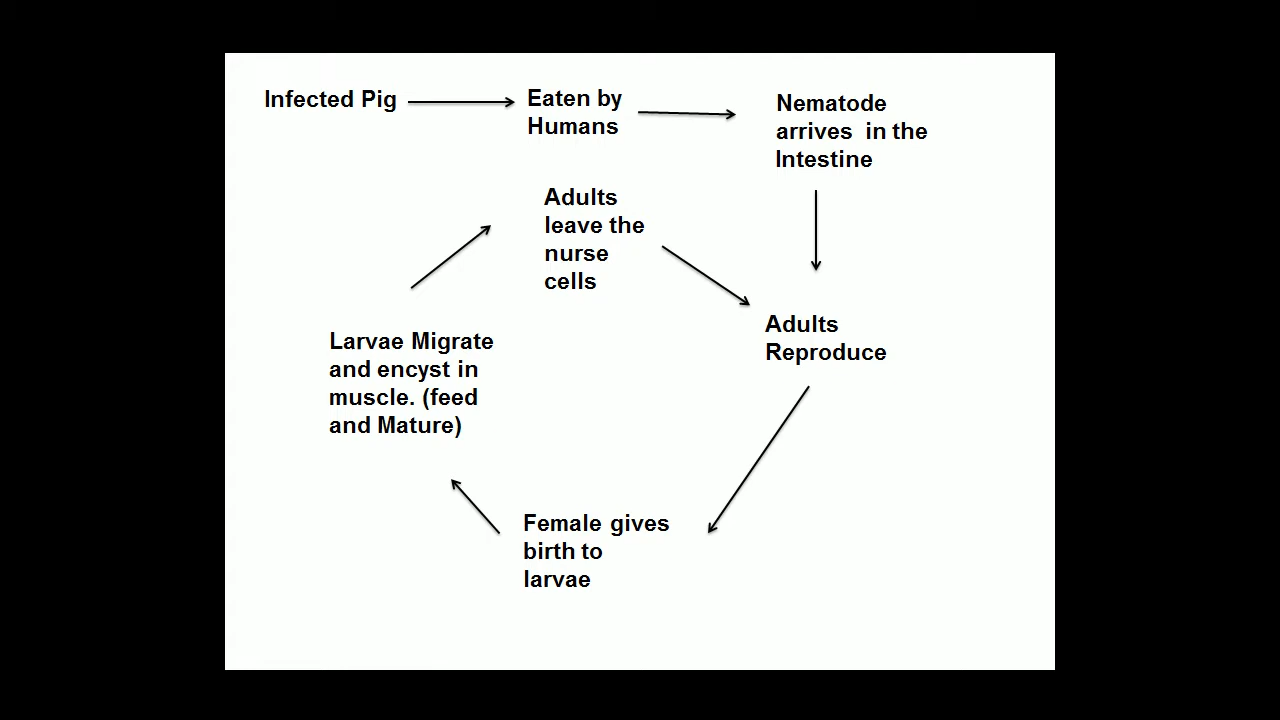 Infected Pig
Eaten by
Humans
Nematode
arrives  in the
Intestine
Adults
leave the
nurse
cells
Adults
Reproduce
Larvae Migrate
and encyst in
muscle. (feed
and Mature)
Female gives
birth to
larvae